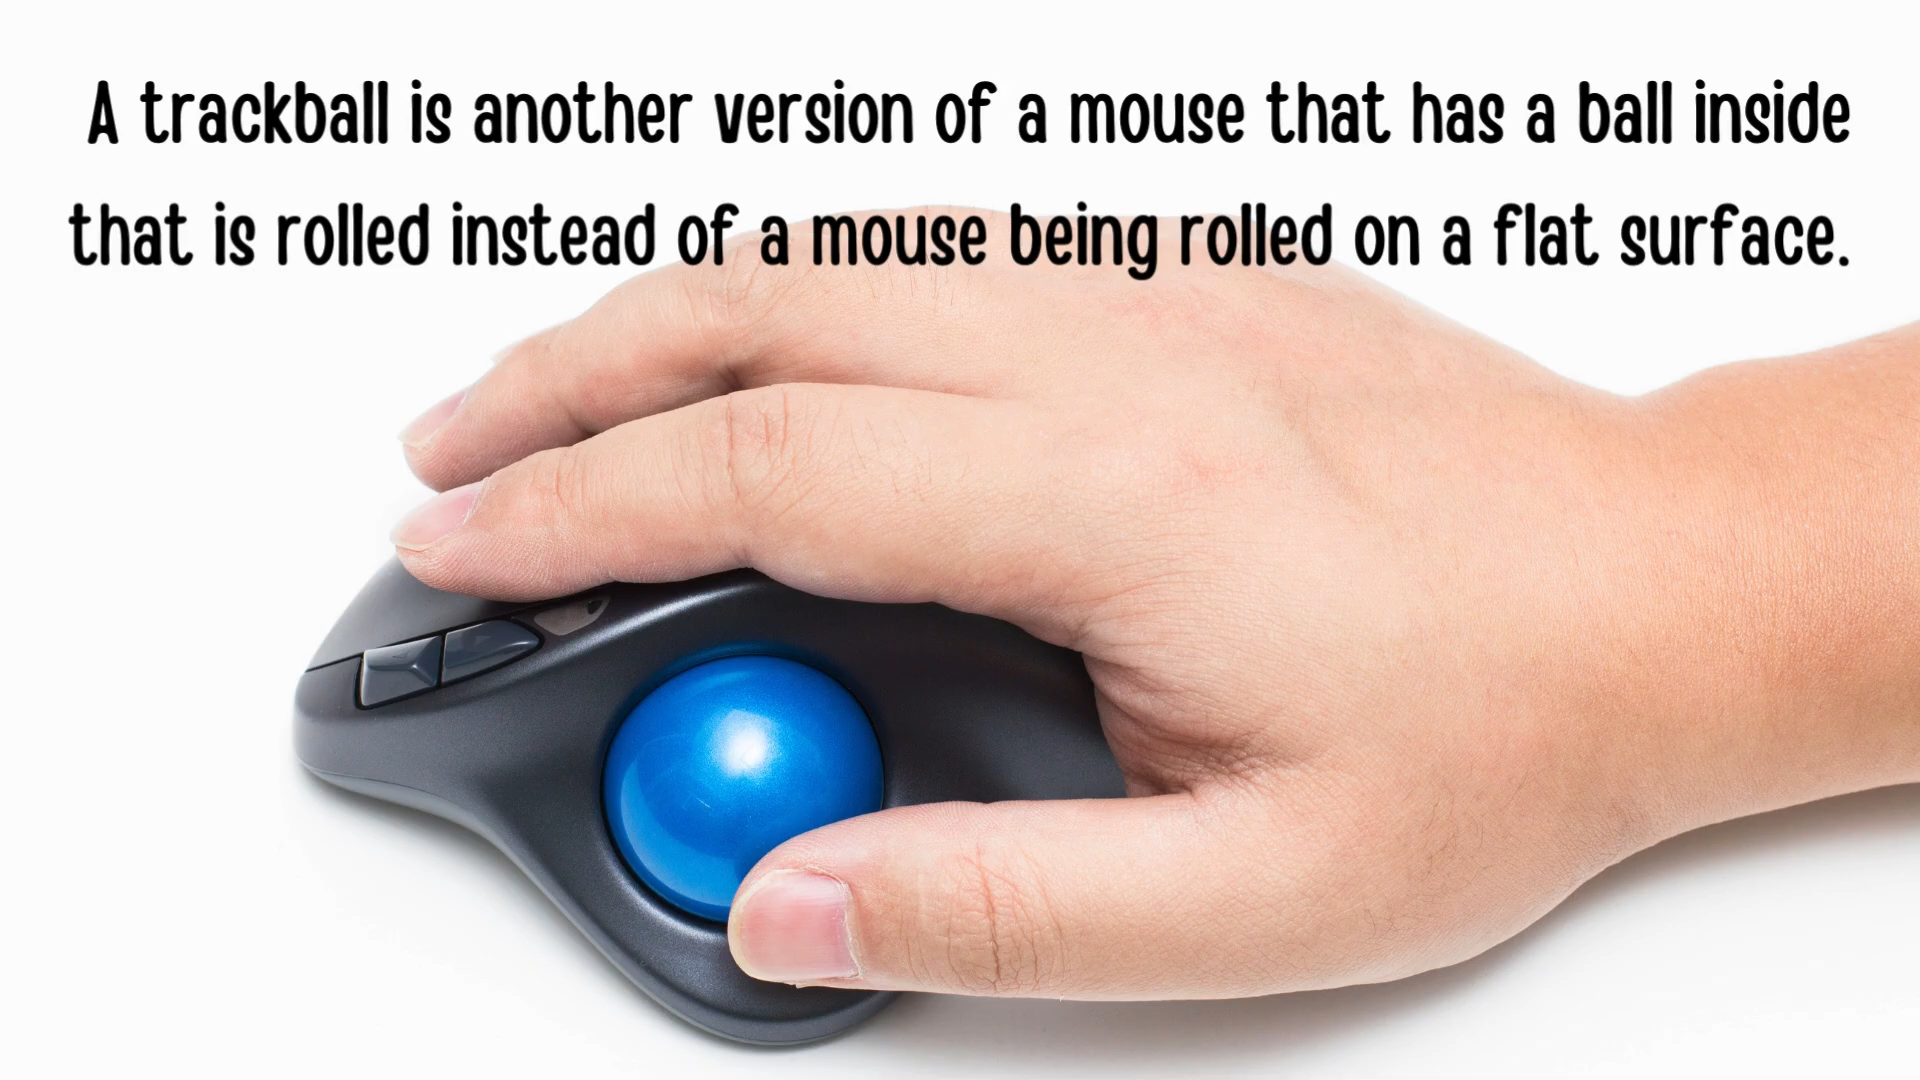 A trackball is another version of a mouse that has a ball inside
that is rolled instead of a mouse being rolled on a flat surface.